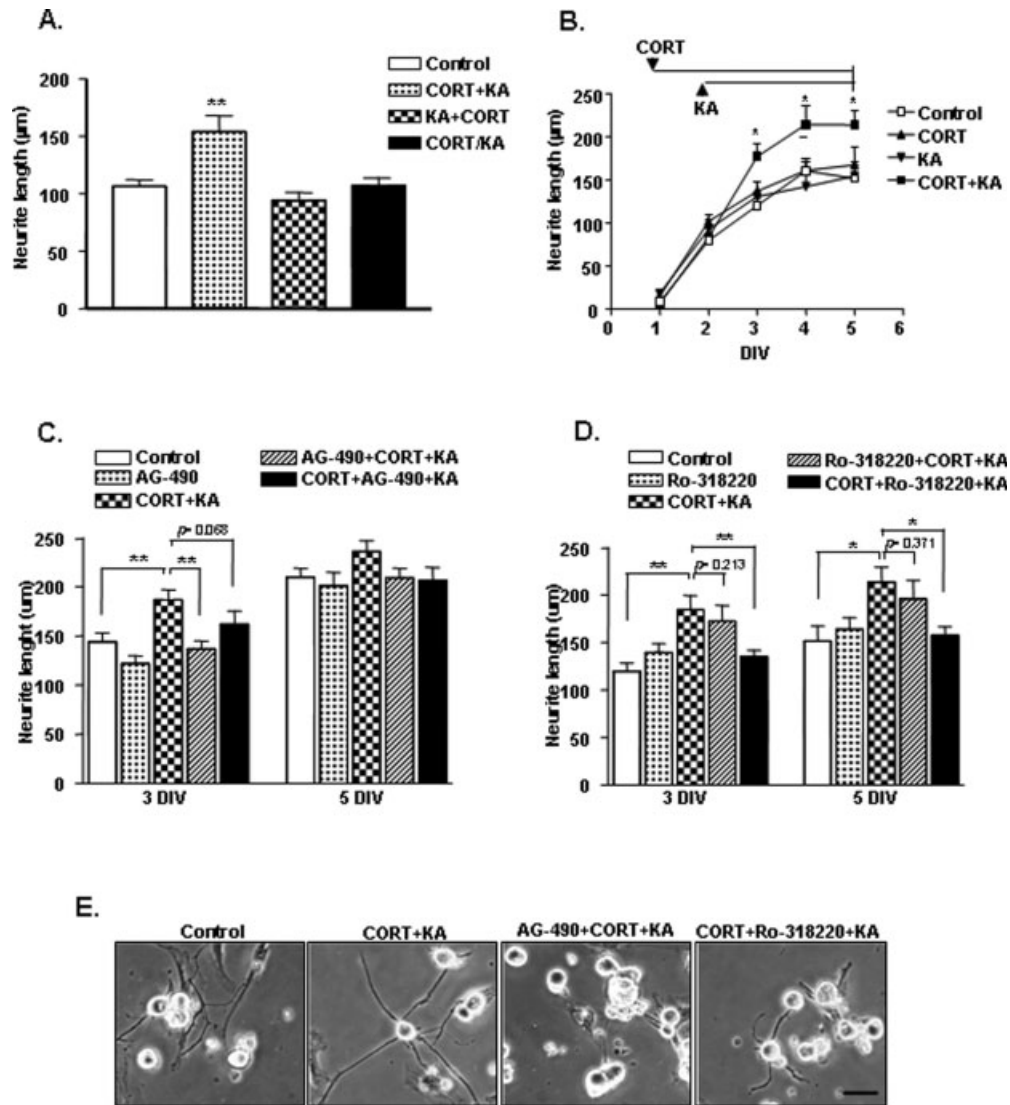 A.
Control
CORT+KA
KA+CORT
CORT/KA
Neurite length (µm)
200
150
100
50
0
**
B.
CORT
KA
Control
CORT
KA
CORT+KA
Neurite length (µm)
250
200
150
100
50
0
* * *
0 1 2 3 4 5 6
DIV
C.
Control
AG-490
CORT+KA
AG-490+CORT+KA
CORT+AG-490+KA
Neurite lenght (um)
250
200
150
100
50
0
p= 0.068
** **
3 DIV 5 DIV
D.
Control
Ro-318220
CORT+KA
Ro-318220+CORT+KA
CORT+Ro-318220+KA
Neurite length (um)
250
200
150
100
50
0
** **
p= 0.213
* *
p= 0.371
3 DIV 5 DIV
E.
Control CORT+KA AG-490+CORT+KA CORT+Ro-318220+KA